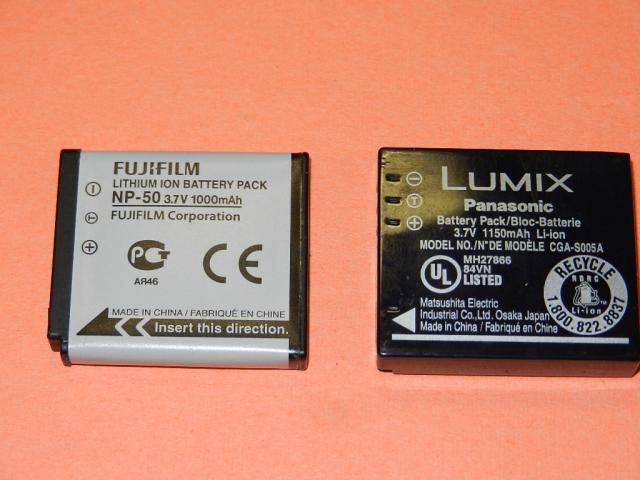 FUJIFILM
LITHIUM ION BATTERY PACK
NP-50 3.7V 1000mAh
FUJIFILM Corporation
PCT
АЯ46
CE
MADE IN CHINA / FABRIQUÉ EN CHINE
Insert this direction.
LUMIX
Panasonic
Battery Pack/Bloc-Batterie
3.7V 1150mAh Li-ion
MODEL NO./N°DE MODÈLE CGA-S005A
UL
MH27866
84VN
LISTED
Matsushita Electric
Industrial Co.,Ltd. Osaka Japan
MADE IN CHINA / FABRIQUÉ EN CHINE
RECYCLE
RBRC
Li-ion
1.800.822.8837